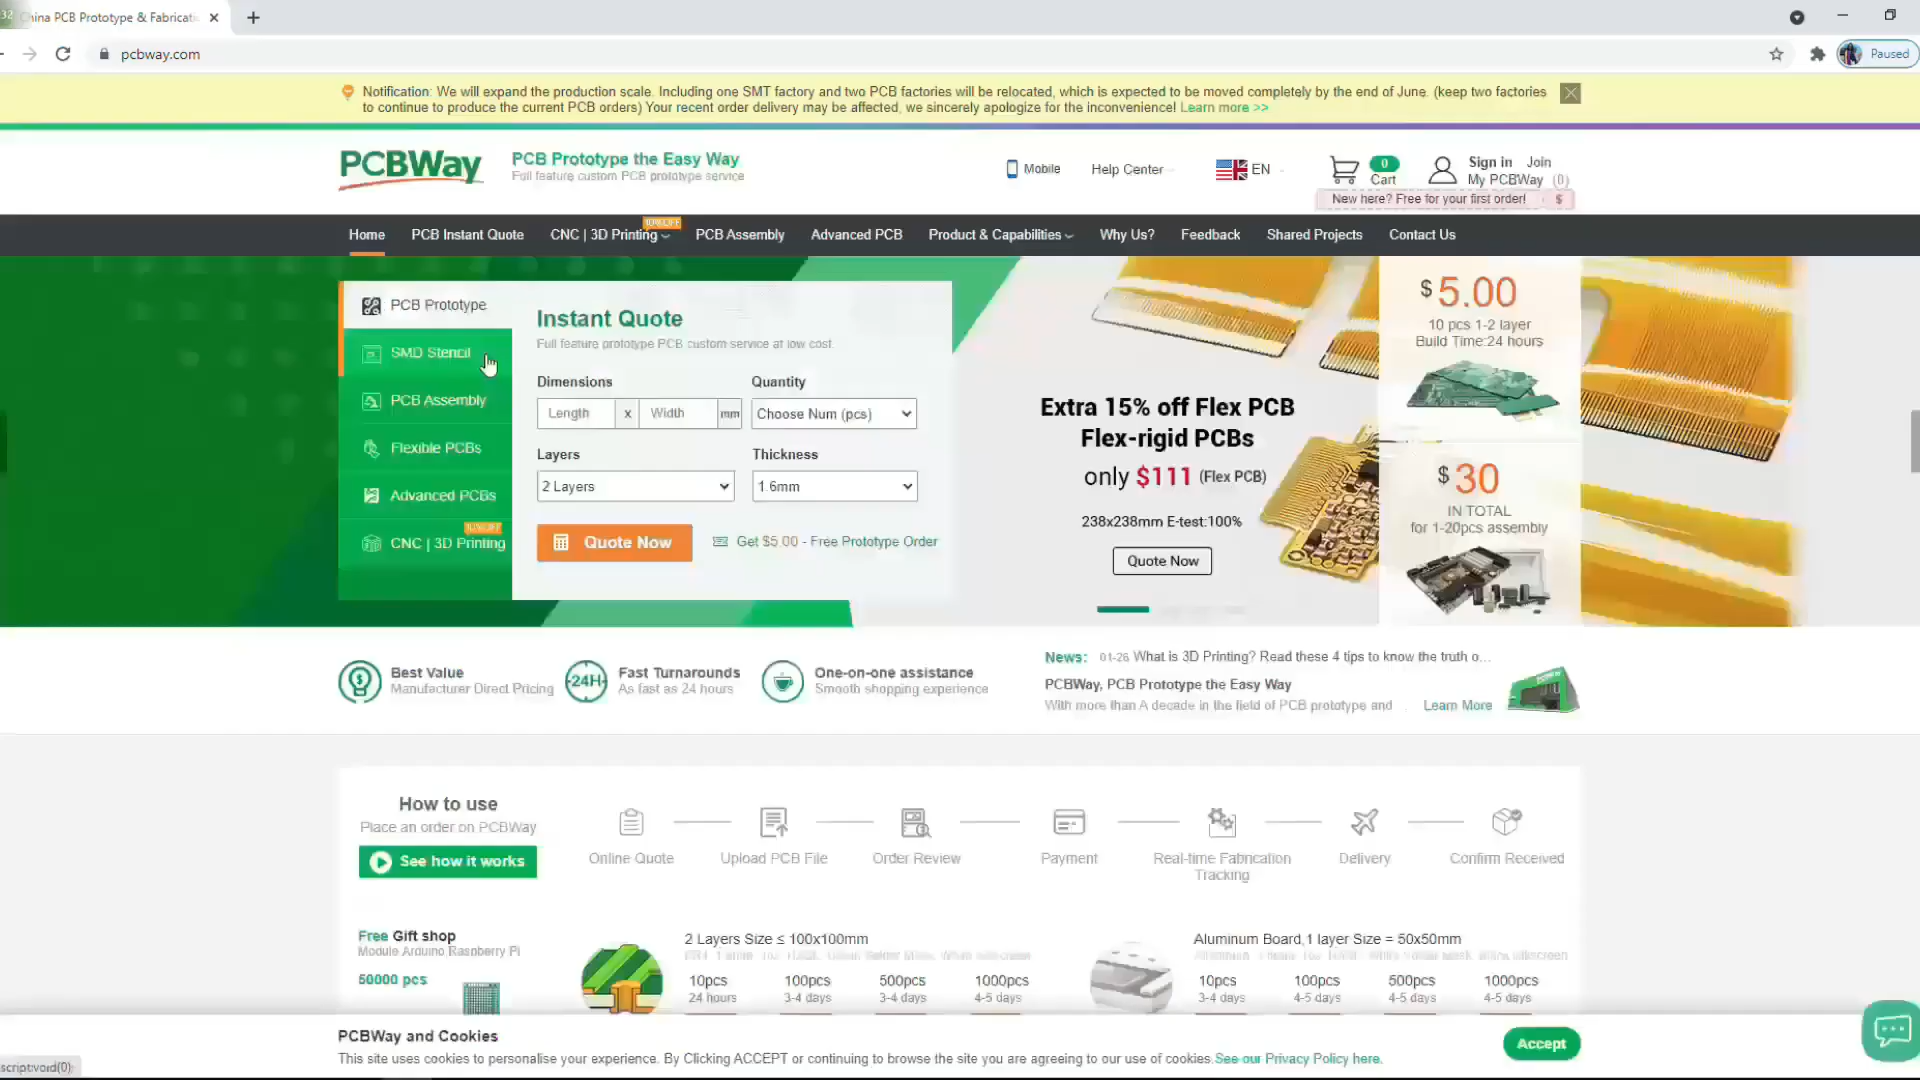 China PCB Prototype & Fabricati
pcbway.com
Paused
Notification: We will expand the production scale. Including one SMT factory and two PCB factories will be relocated, which is expected to be moved completely by the end of June. (keep two factories
to continue to produce the current PCB orders) Your recent order delivery may be affected, we sincerely apologize for the inconvenience! Learn more >>
PCBWay
PCB Prototype the Easy Way
Full feature custom PCB prototype service
Mobile
Help Center
EN
0
Cart
Sign in Join
My PCBWay (0)
New here? Free for your first order! $
Home
PCB Instant Quote
CNC | 3D Printing
PCB Assembly
Advanced PCB
Product & Capabilities
Why Us?
Feedback
Shared Projects
Contact Us
PCB Prototype
SMD Stencil
PCB Assembly
Flexible PCBs
Advanced PCBs
CNC | 3D Printing
Instant Quote
Full feature prototype PCB custom service at low cost.
Dimensions
Quantity
Length x Width mm
Choose Num (pcs)
Layers
Thickness
2 Layers
1.6mm
Quote Now
Get $5.00 - Free Prototype Order
Extra 15% off Flex PCB
Flex-rigid PCBs
only $111 (Flex PCB)
238x238mm E-test:100%
Quote Now
$5.00
10 pcs 1-2 layer
Build Time:24 hours
$30
IN TOTAL
for 1-20pcs assembly
Best Value
Manufacturer Direct Pricing
24H
Fast Turnarounds
As fast as 24 hours
One-on-one assistance
Smooth shopping experience
News: 01-26 What is 3D Printing? Read these 4 tips to know the truth o...
PCBWay, PCB Prototype the Easy Way
With more than A decade in the field of PCB prototype and
Learn More
How to use
Place an order on PCBWay
See how it works
Online Quote
Upload PCB File
Order Review
Payment
Real-time Fabrication
Tracking
Delivery
Confirm Received
Free Gift shop
Module Arduino Raspberry Pi
50000 pcs
2 Layers Size ≤ 100x100mm
10pcs 100pcs 500pcs 1000pcs
24 hours 3-4 days 3-4 days 4-5 days
Aluminum Board,1 layer Size = 50x50mm
10pcs 100pcs 500pcs 1000pcs
3-4 days 4-5 days 4-5 days 4-5 days
PCBWay and Cookies
This site uses cookies to personalise your experience. By Clicking ACCEPT or continuing to browse the site you are agreeing to our use of cookies.See our Privacy Policy here.
Accept
script:void(0);